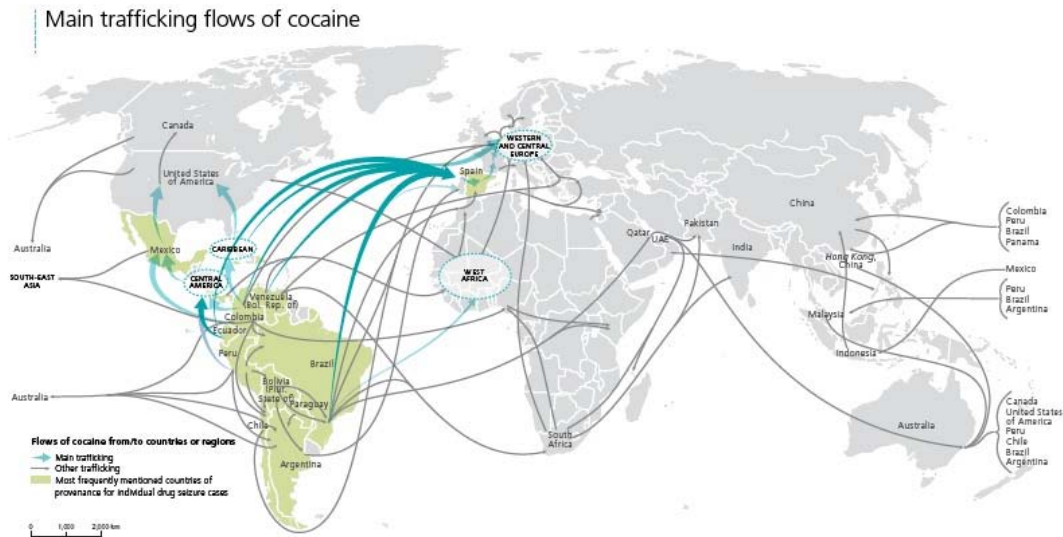 Main trafficking flows of cocaine
Canada
United States
of America
Australia
SOUTH-EAST
ASIA
Mexico
CARIBBEAN
CENTRAL
AMERICA
Venezuela
(Bol. Rep. of)
Colombia
Ecuador
Peru
Brazil
Bolivia
(Plur.
State of)
Paraguay
Chile
Argentina
Australia
WESTERN
AND CENTRAL
EUROPE
Spain
WEST
AFRICA
South
Africa
Qatar
UAE
Pakistan
India
China
Hong Kong,
China
Malaysia
Indonesia
Australia
Colombia
Peru
Brazil
Panama
Mexico
Peru
Brazil
Argentina
Canada
United States
of America
Peru
Chile
Brazil
Argentina
Flows of cocaine from/to countries or regions
Main trafficking
Other trafficking
Most frequently mentioned countries of
provenance for individual drug seizure cases
0 1,000 2,000 km